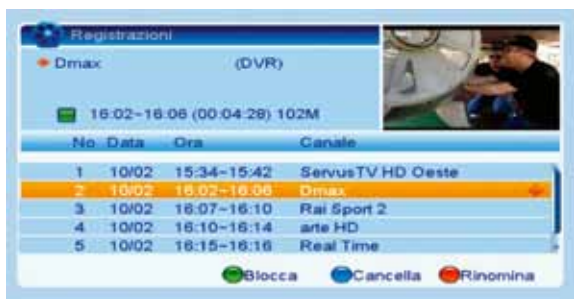 Registrazioni
Dmax (DVR)
16:02~16:06 (00:04:28) 102M
No Data Ora Canale
1 10/02 15:34~15:42 ServusTV HD Oeste
2 10/02 16:02~16:06 Dmax
3 10/02 16:07~16:10 Rai Sport 2
4 10/02 16:10~16:14 arte HD
5 10/02 16:15~16:16 Real Time
Blocca Cancella Rinomina